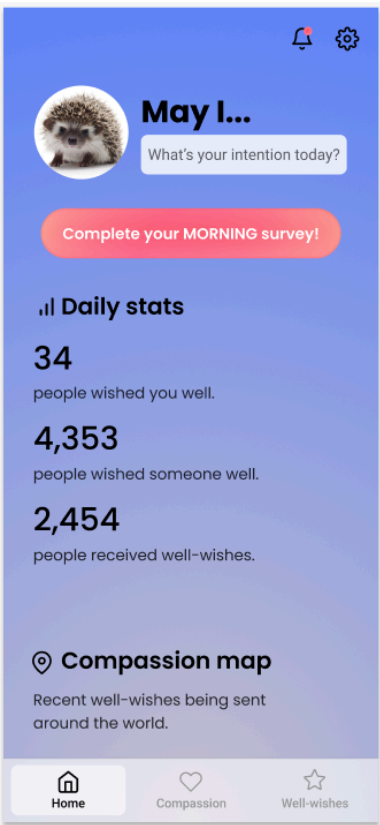 May I...
What's your intention today?
Complete your MORNING survey!
Daily stats
34
people wished you well.
4,353
people wished someone well.
2,454
people received well-wishes.
Compassion map
Recent well-wishes being sent
around the world.
Home
Compassion
Well-wishes